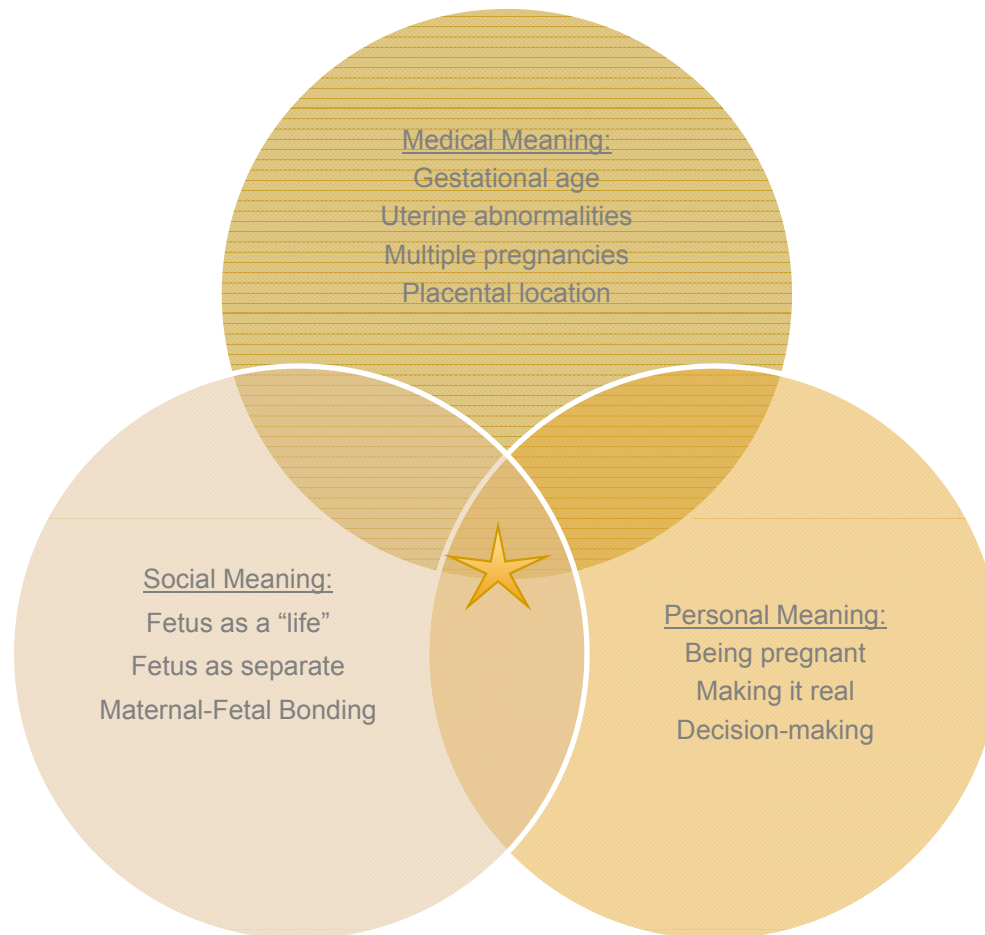 Medical Meaning:
Gestational age
Uterine abnormalities
Multiple pregnancies
Placental location
Social Meaning:
Fetus as a “life”
Fetus as separate
Maternal-Fetal Bonding
Personal Meaning:
Being pregnant
Making it real
Decision-making